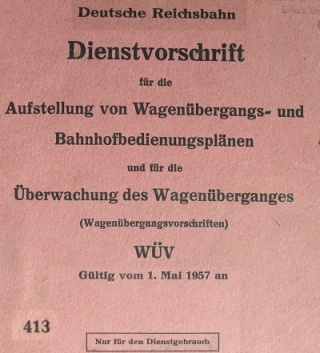 Deutsche Reichsbahn
Dienstvorschrift
für die
Aufstellung von Wagenübergangs- und
Bahnhofbedienungsplänen
und für die
Überwachung des Wagenüberganges
(Wagenübergangsvorschriften)
WÜV
Gültig vom 1. Mai 1957 an
413
Nur für den Dienstgebrauch